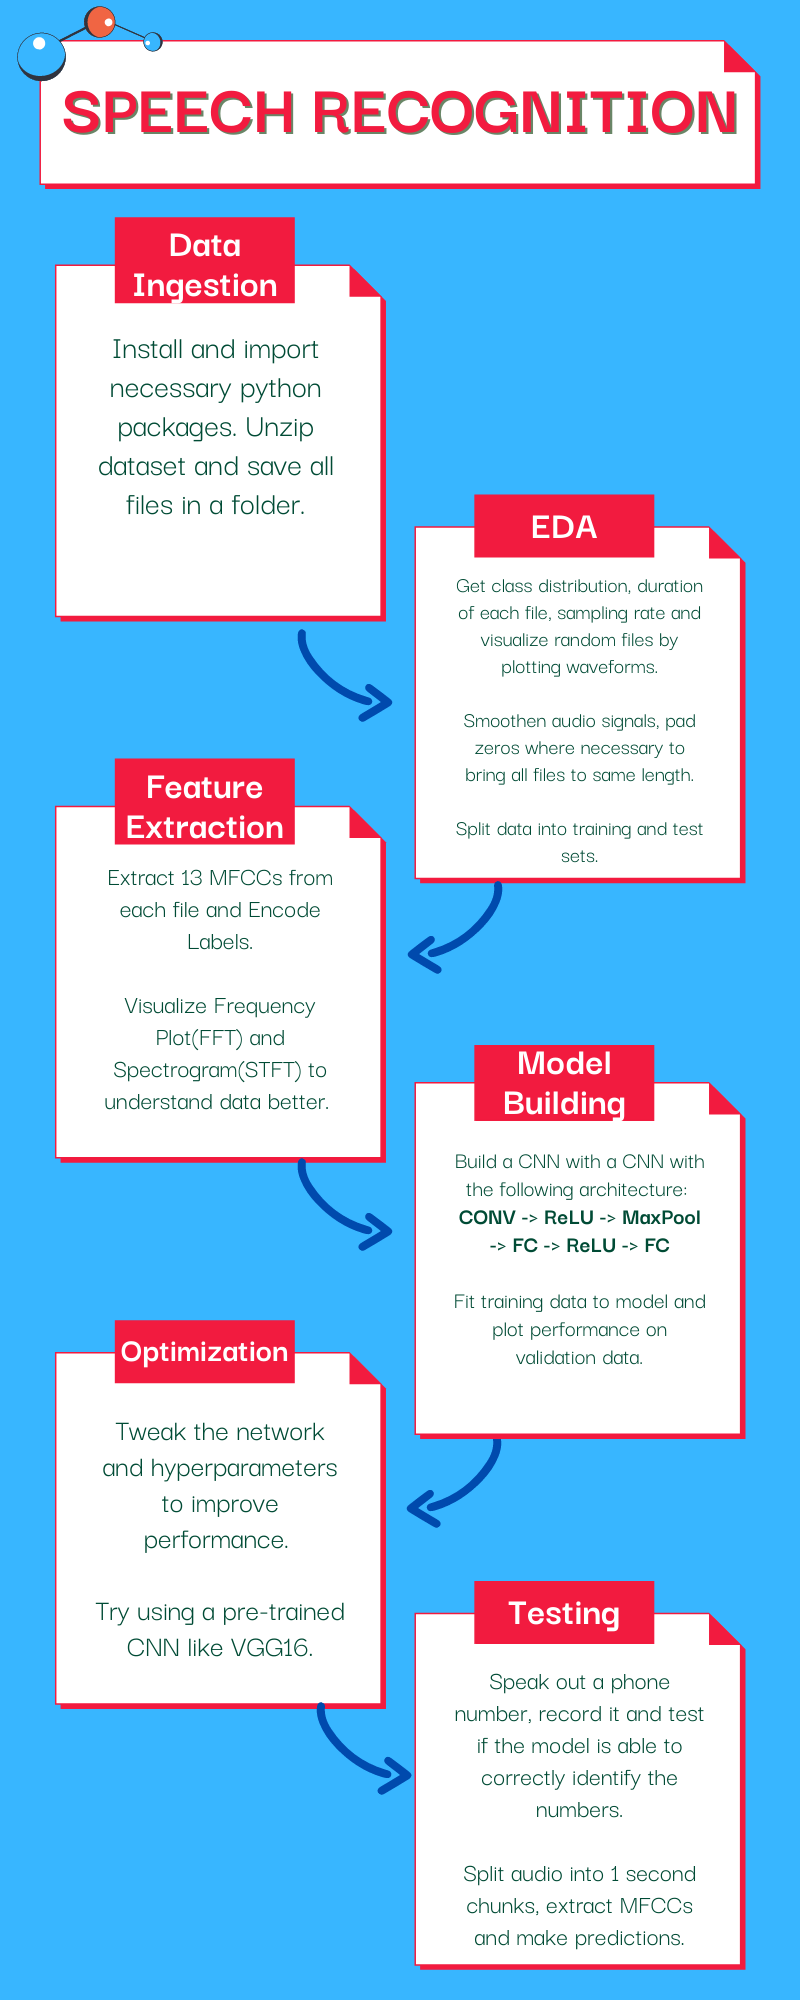 SPEECH RECOGNITION
Data
Ingestion
Install and import
necessary python
packages. Unzip
dataset and save all
files in a folder.
EDA
Get class distribution, duration
of each file, sampling rate and
visualize random files by
plotting waveforms.
Smoothen audio signals, pad
zeros where necessary to
bring all files to same length.
Split data into training and test
sets.
Feature
Extraction
Extract 13 MFCCs from
each file and Encode
Labels.
Visualize Frequency
Plot(FFT) and
Spectrogram(STFT) to
understand data better.
Model
Building
Build a CNN with a CNN with
the following architecture:
CONV -> ReLU -> MaxPool
-> FC -> ReLU -> FC
Fit training data to model and
plot performance on
validation data.
Optimization
Tweak the network
and hyperparameters
to improve
performance.
Try using a pre-trained
CNN like VGG16.
Testing
Speak out a phone
number, record it and test
if the model is able to
correctly identify the
numbers.
Split audio into 1 second
chunks, extract MFCCs
and make predictions.